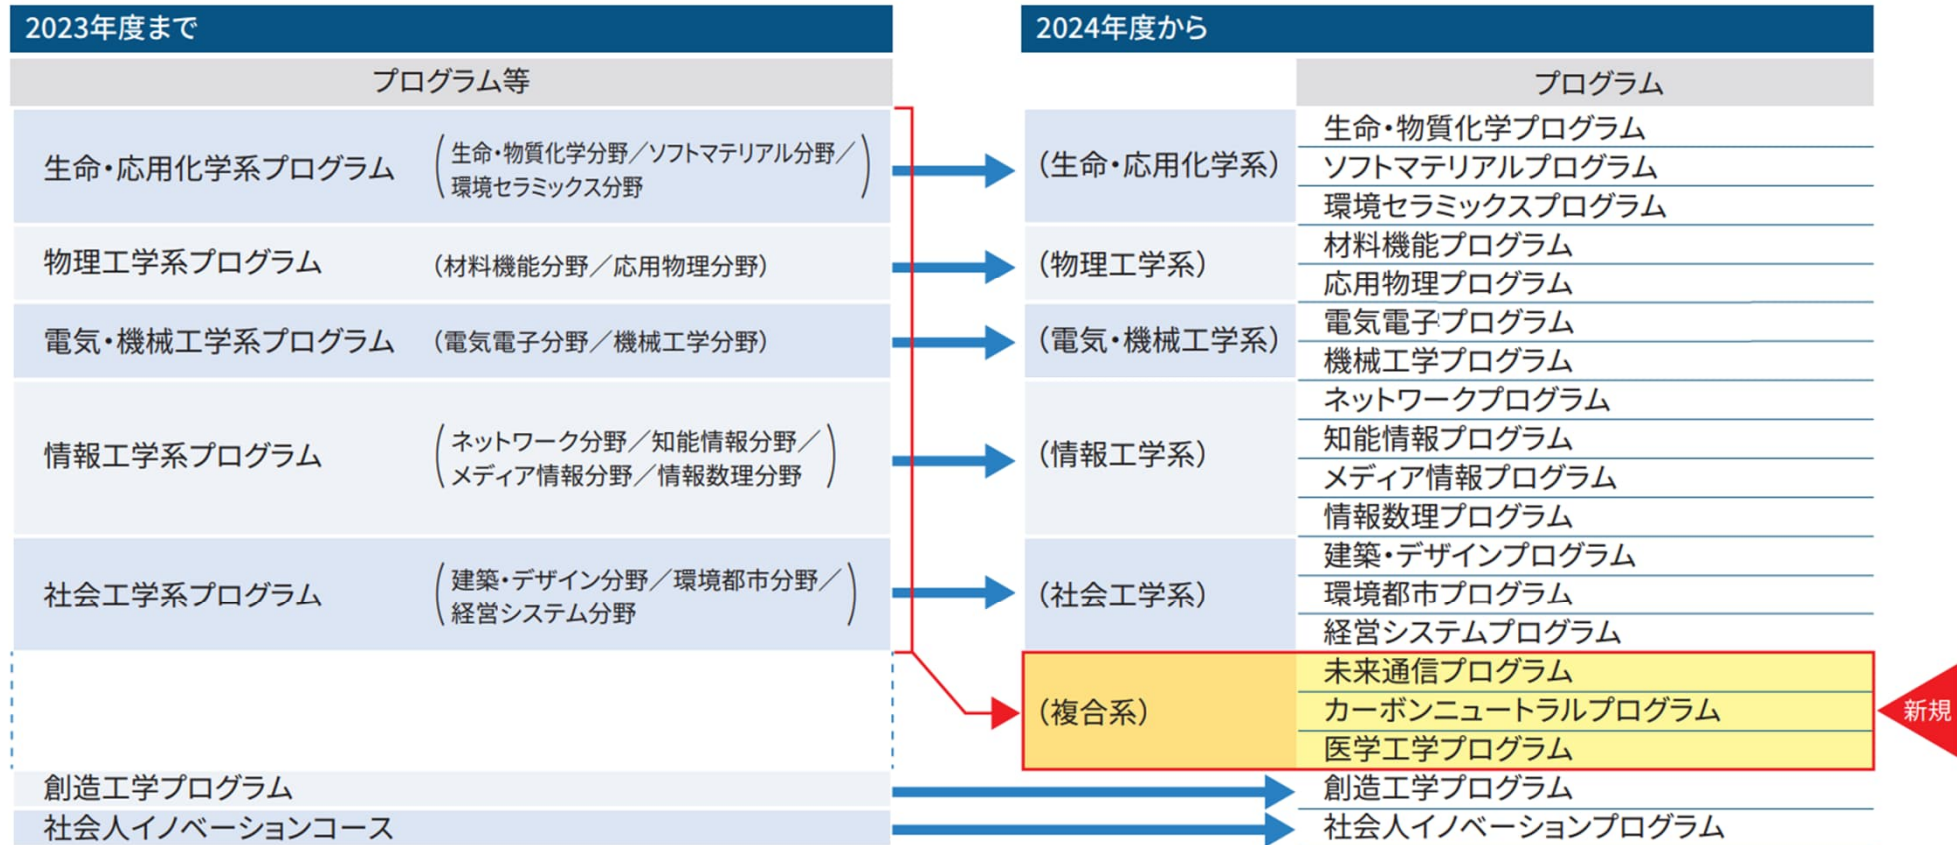 2023年度まで
プログラム等
生命・応用化学系プログラム
生命・物質化学分野／ソフトマテリアル分野／
環境セラミックス分野
物理工学系プログラム
（材料機能分野／応用物理分野）
電気・機械工学系プログラム
（電気電子分野／機械工学分野）
情報工学系プログラム
ネットワーク分野／知能情報分野／
メディア情報分野／情報数理分野
社会工学系プログラム
建築・デザイン分野／環境都市分野／
経営システム分野
創造工学プログラム
社会人イノベーションコース
2024年度から
プログラム
（生命・応用化学系）
生命・物質化学プログラム
ソフトマテリアルプログラム
環境セラミックスプログラム
（物理工学系）
材料機能プログラム
応用物理プログラム
（電気・機械工学系）
電気電子プログラム
機械工学プログラム
（情報工学系）
ネットワークプログラム
知能情報プログラム
メディア情報プログラム
情報数理プログラム
（社会工学系）
建築・デザインプログラム
環境都市プログラム
経営システムプログラム
（複合系）
未来通信プログラム
カーボンニュートラルプログラム
医学工学プログラム
新規
創造工学プログラム
社会人イノベーションプログラム